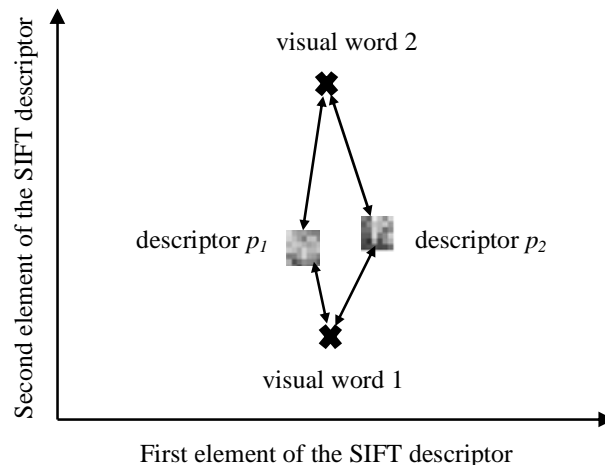 visual word 2
Second element of the SIFT descriptor
descriptor p1
descriptor p2
visual word 1
First element of the SIFT descriptor